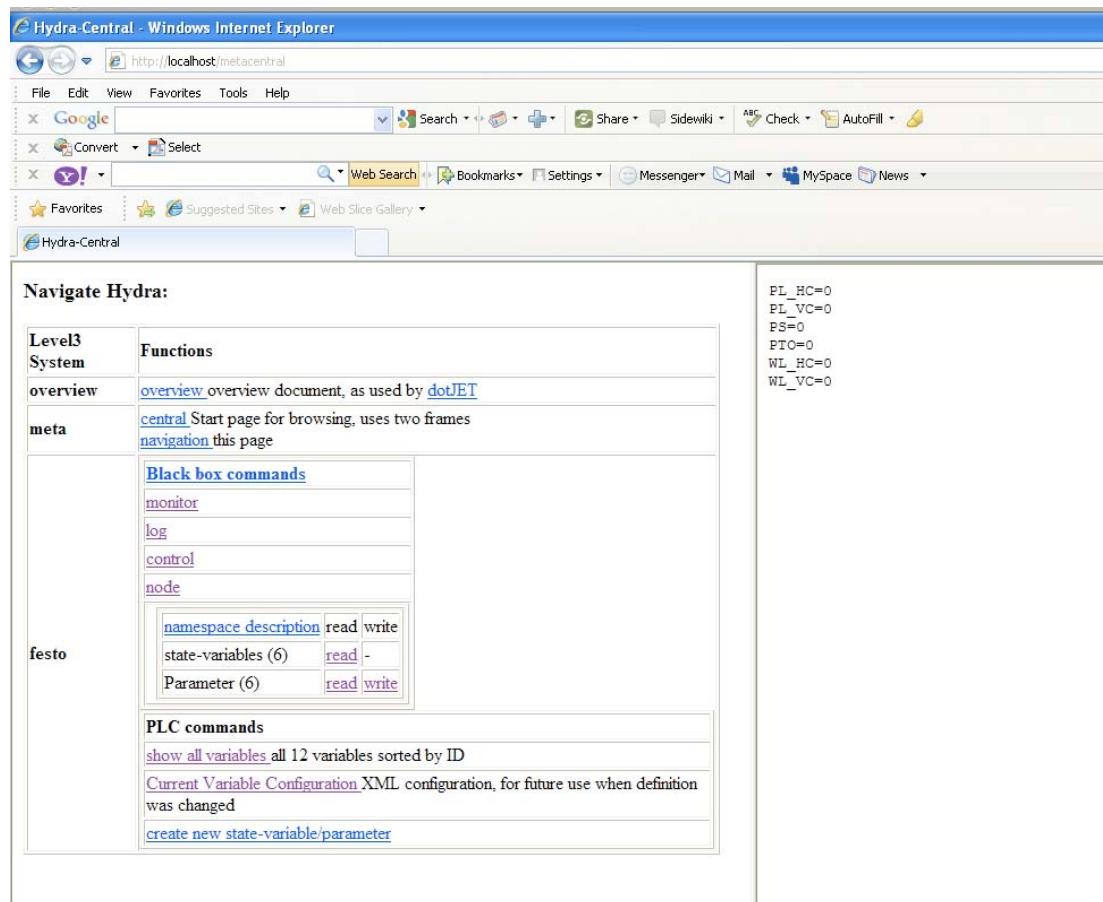 Hydra-Central - Windows Internet Explorer
http://localhost/metacentral
File Edit View Favorites Tools Help
x Google Search Share Sidewiki ABC Check AutoFill
x Convert Select
x Y! Web Search Bookmarks Settings Messenger Mail MySpace News
Favorites Suggested Sites Web Slice Gallery
Hydra-Central
Navigate Hydra:
Level3 System Functions
overview overview overview document, as used by dotJET
meta central Start page for browsing, uses two frames
navigation this page
festo
Black box commands
monitor
log
control
node
namespace description read write
state-variables (6) read -
Parameter (6) read write
PLC commands
show all variables all 12 variables sorted by ID
Current Variable Configuration XML configuration, for future use when definition
was changed
create new state-variable/parameter
PL_HC=0
PL_VC=0
PS=0
PTO=0
WL_HC=0
WL_VC=0